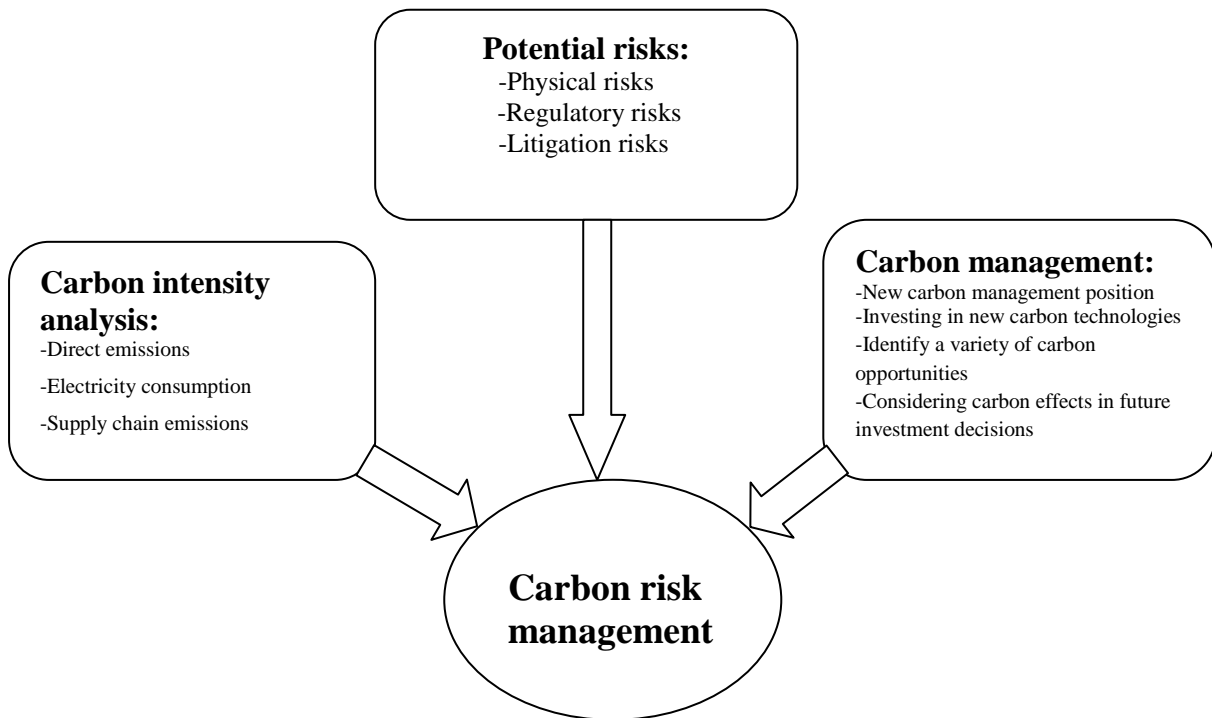 Potential risks:
-Physical risks
-Regulatory risks
-Litigation risks
Carbon intensity
analysis:
-Direct emissions
-Electricity consumption
-Supply chain emissions
Carbon management:
-New carbon management position
-Investing in new carbon technologies
-Identify a variety of carbon
opportunities
-Considering carbon effects in future
investment decisions
Carbon risk
management